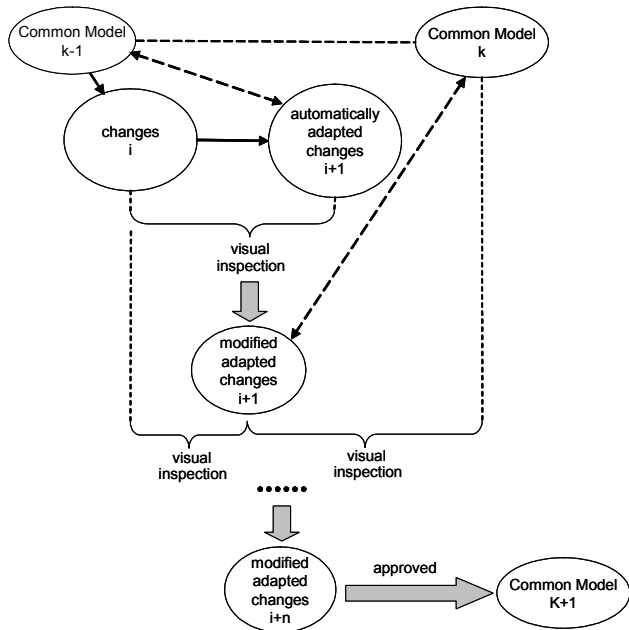 Common Model
k-1
Common Model
k
changes
i
automatically
adapted
changes
i+1
visual
inspection
modified
adapted
changes
i+1
visual
inspection
visual
inspection
modified
adapted
changes
i+n
approved
Common Model
K+1